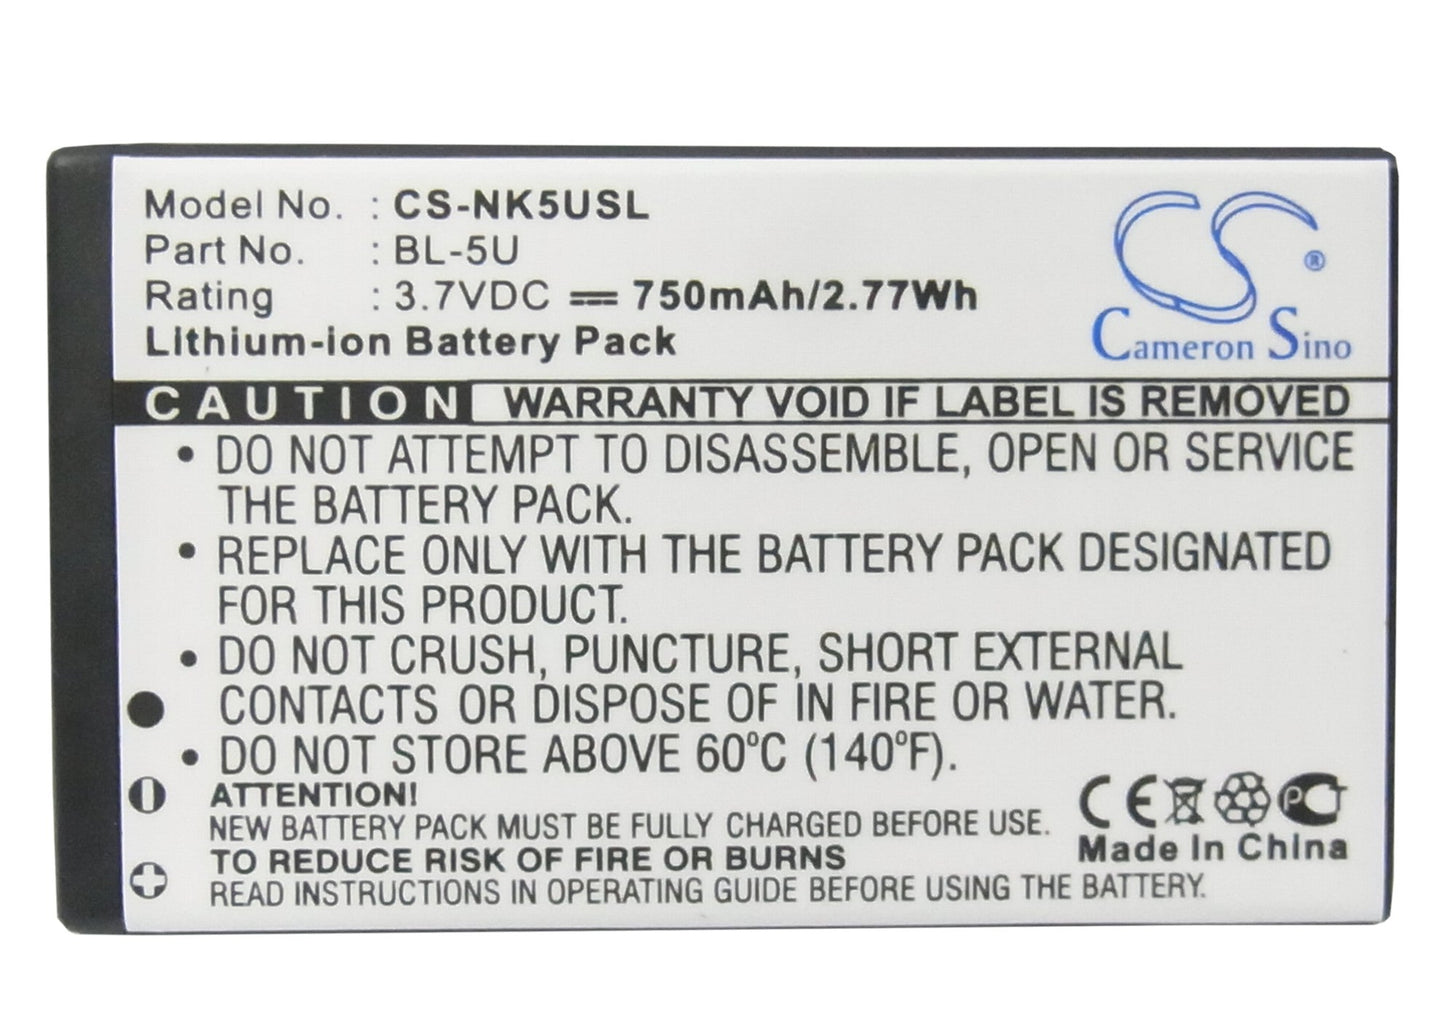 Model No. : CS-NK5USL
Part No. : BL-5U
Rating : 3.7VDC 750mAh/2.77Wh
Lithium-ion Battery Pack
CS ®
Cameron Sino
CAUTION WARRANTY VOID IF LABEL IS REMOVED
• DO NOT ATTEMPT TO DISASSEMBLE, OPEN OR SERVICE
THE BATTERY PACK.
• REPLACE ONLY WITH THE BATTERY PACK DESIGNATED
FOR THIS PRODUCT.
• DO NOT CRUSH, PUNCTURE, SHORT EXTERNAL
CONTACTS OR DISPOSE OF IN FIRE OR WATER.
• DO NOT STORE ABOVE 60ºC (140ºF).
ATTENTION!
NEW BATTERY PACK MUST BE FULLY CHARGED BEFORE USE.
TO REDUCE RISK OF FIRE OR BURNS
READ INSTRUCTIONS IN OPERATING GUIDE BEFORE USING THE BATTERY.
CE
Made In China